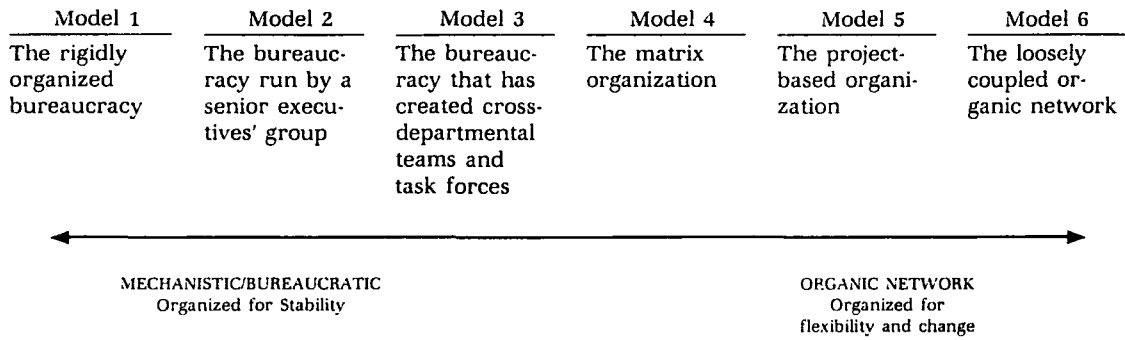 Model 1
The rigidly
organized
bureaucracy
Model 2
The bureauc-
racy run by a
senior execu-
tives' group
Model 3
The bureauc-
racy that has
created cross-
departmental
teams and
task forces
Model 4
The matrix
organization
Model 5
The project-
based organi-
zation
Model 6
The loosely
coupled or-
ganic network
MECHANISTIC/BUREAUCRATIC
Organized for Stability
ORGANIC NETWORK
Organized for
flexibility and change